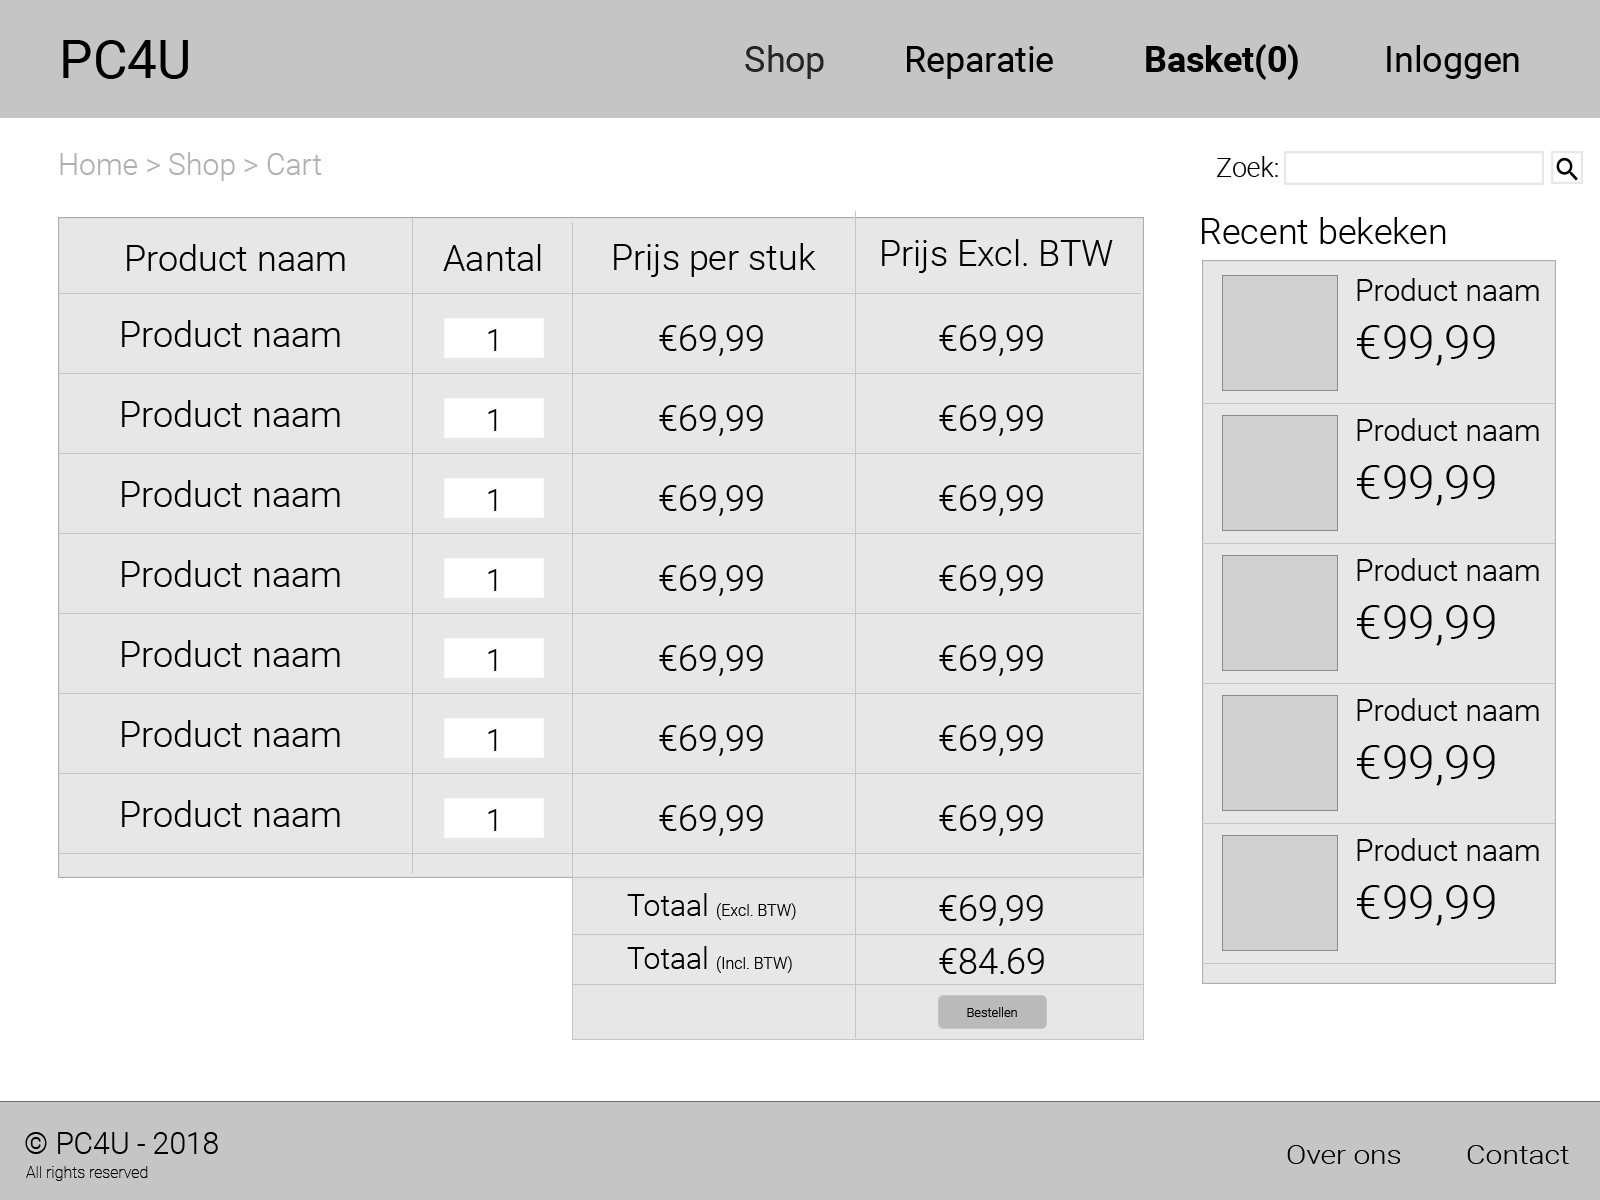 PC4U
Shop Reparatie Basket(0) Inloggen
Home > Shop > Cart
Zoek:
Product naam Aantal Prijs per stuk Prijs Excl. BTW
Product naam 1 €69,99 €69,99
Product naam 1 €69,99 €69,99
Product naam 1 €69,99 €69,99
Product naam 1 €69,99 €69,99
Product naam 1 €69,99 €69,99
Product naam 1 €69,99 €69,99
Product naam 1 €69,99 €69,99
Totaal (Excl. BTW) €69,99
Totaal (Incl. BTW) €84.69
Bestellen
Recent bekeken
Product naam
€99,99
Product naam
€99,99
Product naam
€99,99
Product naam
€99,99
Product naam
€99,99
© PC4U - 2018
All rights reserved
Over ons Contact